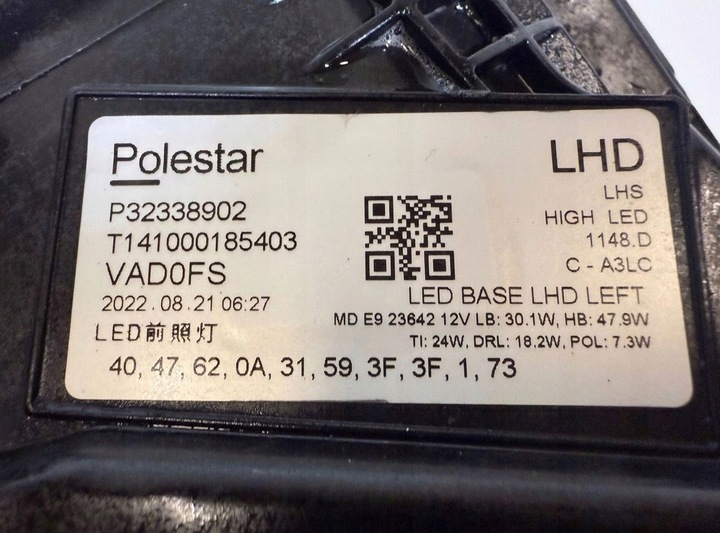 Polestar
LHD
LHS
P32338902
HIGH LED
T141000185403
1148.D
VAD0FS
C - A3LC
2022.08.21 06:27
LED BASE LHD LEFT
LED前照灯
MD E9 23642 12V LB: 30.1W, HB: 47.9W
TI: 24W, DRL: 18.2W, POL: 7.3W
40, 47, 62, 0A, 31, 59, 3F, 3F, 1, 73